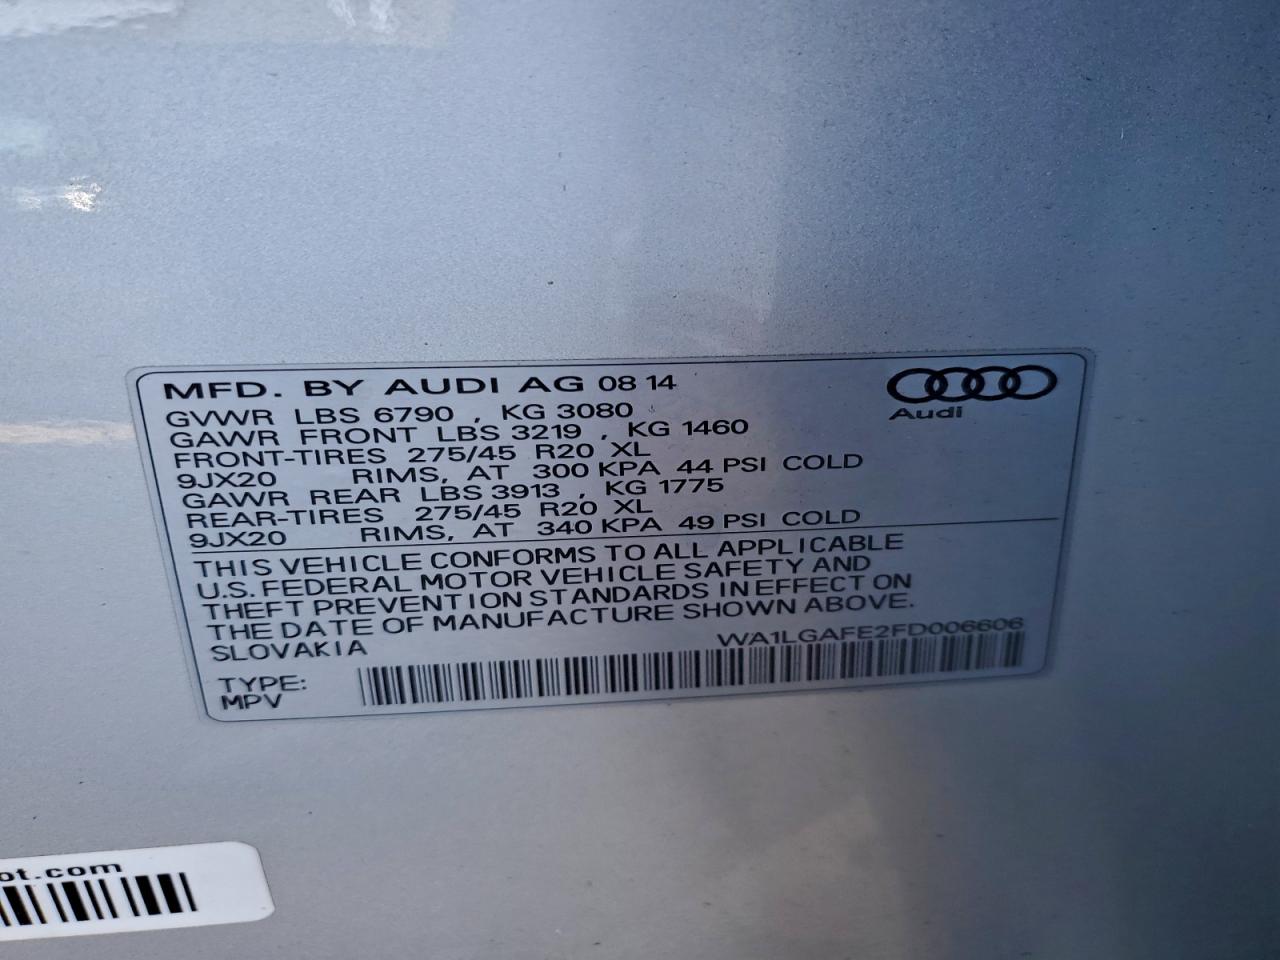 MFD. BY AUDI AG 08 14
Audi
GVWR LBS 6790 , KG 3080
GAWR FRONT LBS 3219 , KG 1460
FRONT-TIRES 275/45 R20 XL
9JX20 RIMS, AT 300 KPA 44 PSI COLD
GAWR REAR LBS 3913 , KG 1775
REAR-TIRES 275/45 R20 XL
9JX20 RIMS, AT 340 KPA 49 PSI COLD
THIS VEHICLE CONFORMS TO ALL APPLICABLE
U.S. FEDERAL MOTOR VEHICLE SAFETY AND
THEFT PREVENTION STANDARDS IN EFFECT ON
THE DATE OF MANUFACTURE SHOWN ABOVE.
SLOVAKIA WA1LGAFE2FD006606
TYPE:
MPV
ot.com